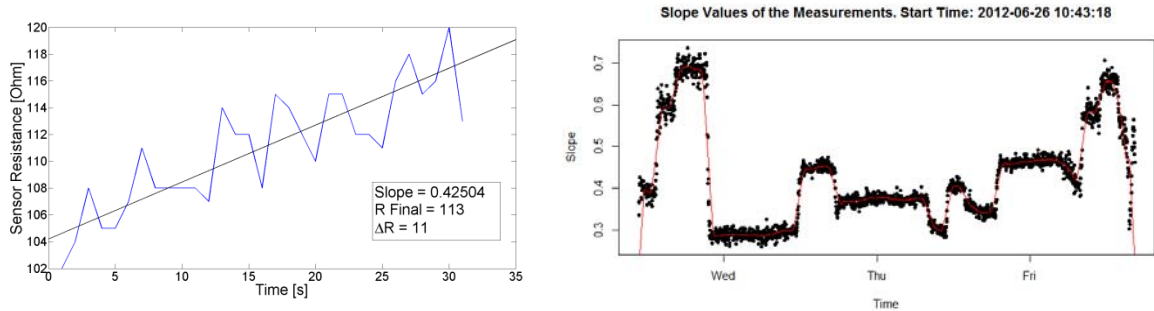 120
118
116
114
112
110
108
106
104
102
Sensor Resistance [Ohm]
Slope = 0.42504
R Final = 113
ΔR = 11
0 5 10 15 20 25 30 35
Time [s]
Slope Values of the Measurements. Start Time: 2012-06-26 10:43:18
0.7
0.6
0.5
0.4
0.3
Slope
Wed Thu Fri
Time